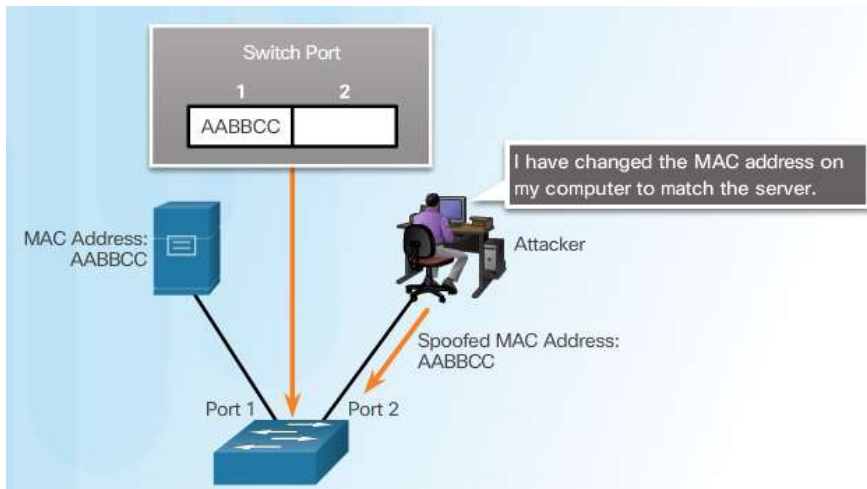 Switch Port
1 2
AABBCC
I have changed the MAC address on
my computer to match the server.
MAC Address:
AABBCC
Attacker
Spoofed MAC Address:
AABBCC
Port 1
Port 2